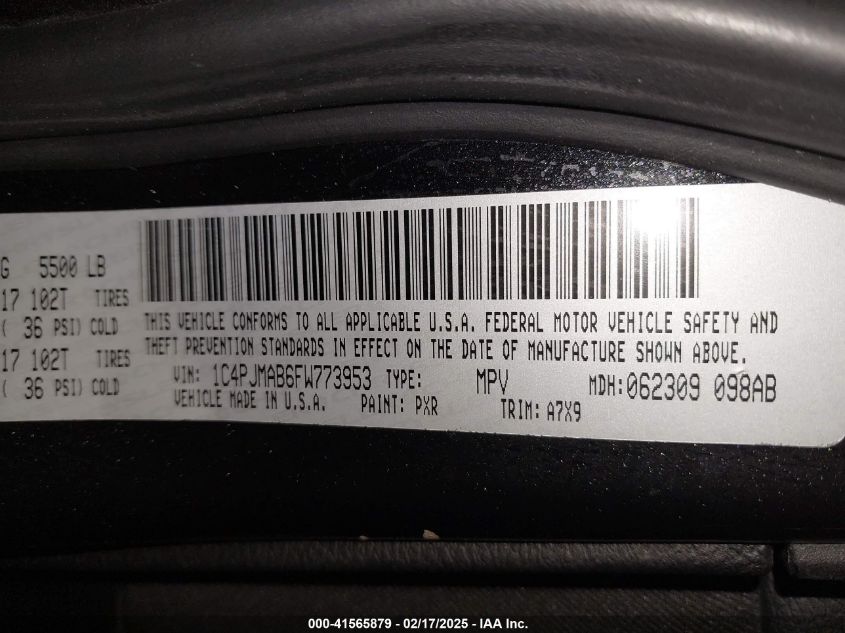 G 5500 LB
17 102T TIRES
( 36 PSI) COLD
17 102T TIRES
( 36 PSI) COLD
THIS VEHICLE CONFORMS TO ALL APPLICABLE U.S.A. FEDERAL MOTOR VEHICLE SAFETY AND
THEFT PREVENTION STANDARDS IN EFFECT ON THE DATE OF MANUFACTURE SHOWN ABOVE.
VIN: 1C4PJMAB6FW773953 TYPE: MPV MDH:062309 098AB
VEHICLE MADE IN U.S.A. PAINT: PXR TRIM: A7X9
000-41565879 - 02/17/2025 - IAA Inc.